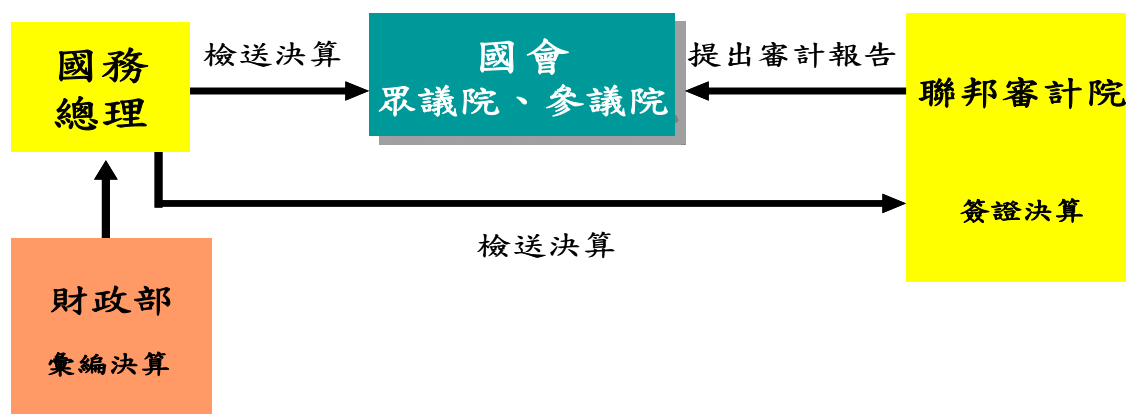 國務
總理
檢送決算
國會
眾議院、參議院
提出審計報告
聯邦審計院
簽證決算
檢送決算
財政部
彙編決算